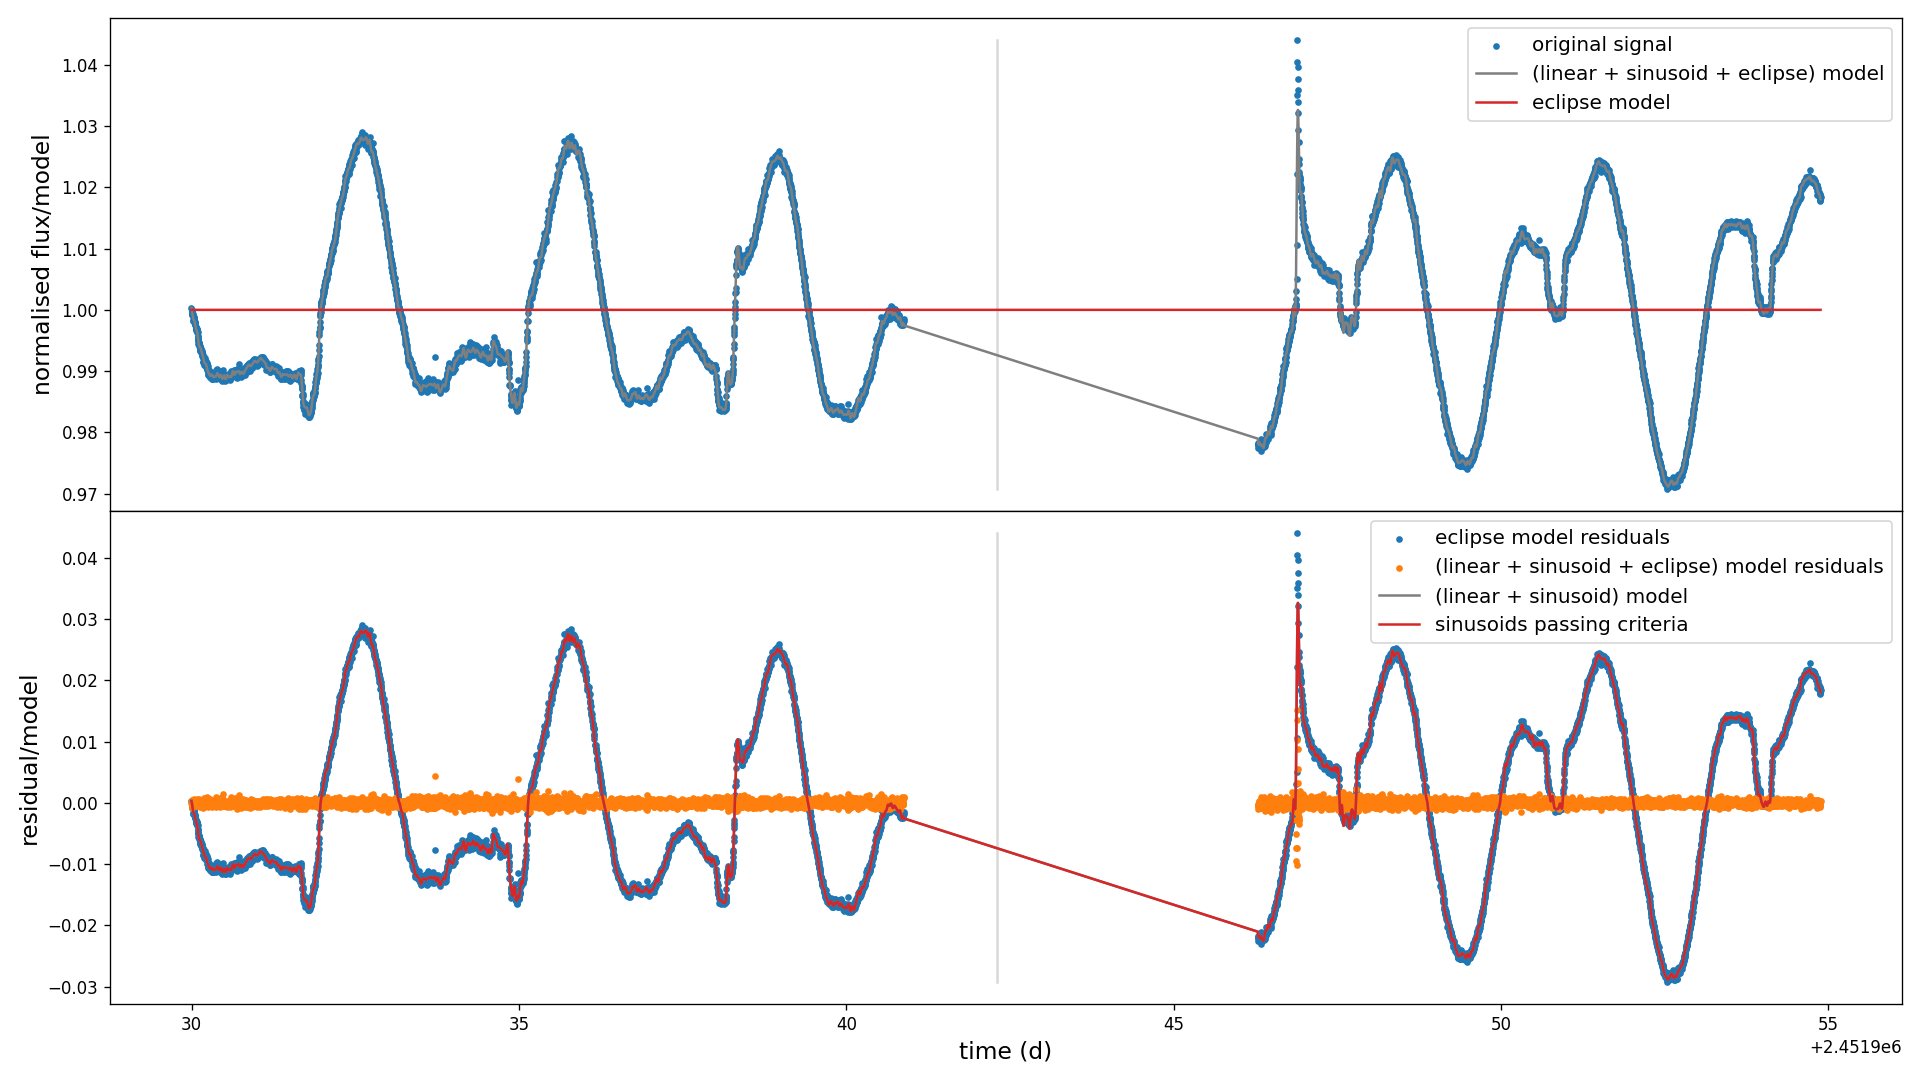 normalised flux/model
1.04
1.03
1.02
1.01
1.00
0.99
0.98
0.97
original signal
(linear + sinusoid + eclipse) model
eclipse model
residual/model
0.04
0.03
0.02
0.01
0.00
−0.01
−0.02
−0.03
eclipse model residuals
(linear + sinusoid + eclipse) model residuals
(linear + sinusoid) model
sinusoids passing criteria
30
35
40
45
50
55
+2.4519e6
time (d)